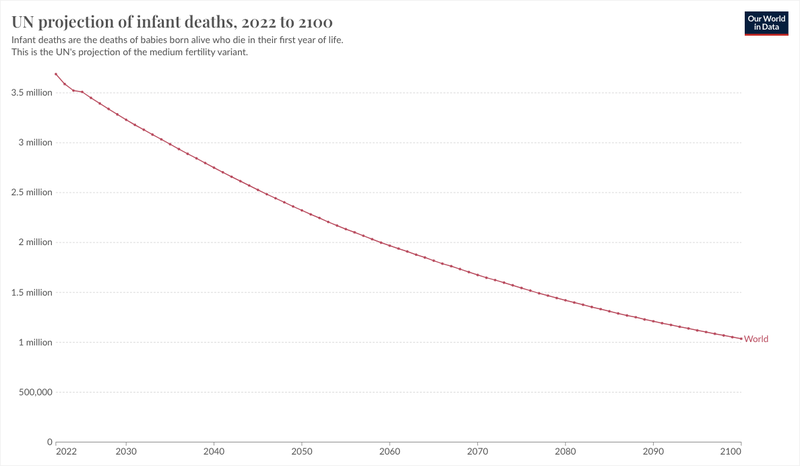 UN projection of infant deaths, 2022 to 2100
Infant deaths are the deaths of babies born alive who die in their first year of life.
This is the UN's projection of the medium fertility variant.
Our World
in Data
3.5 million
3 million
2.5 million
2 million
1.5 million
1 million
500,000
0
World
2022
2030
2040
2050
2060
2070
2080
2090
2100